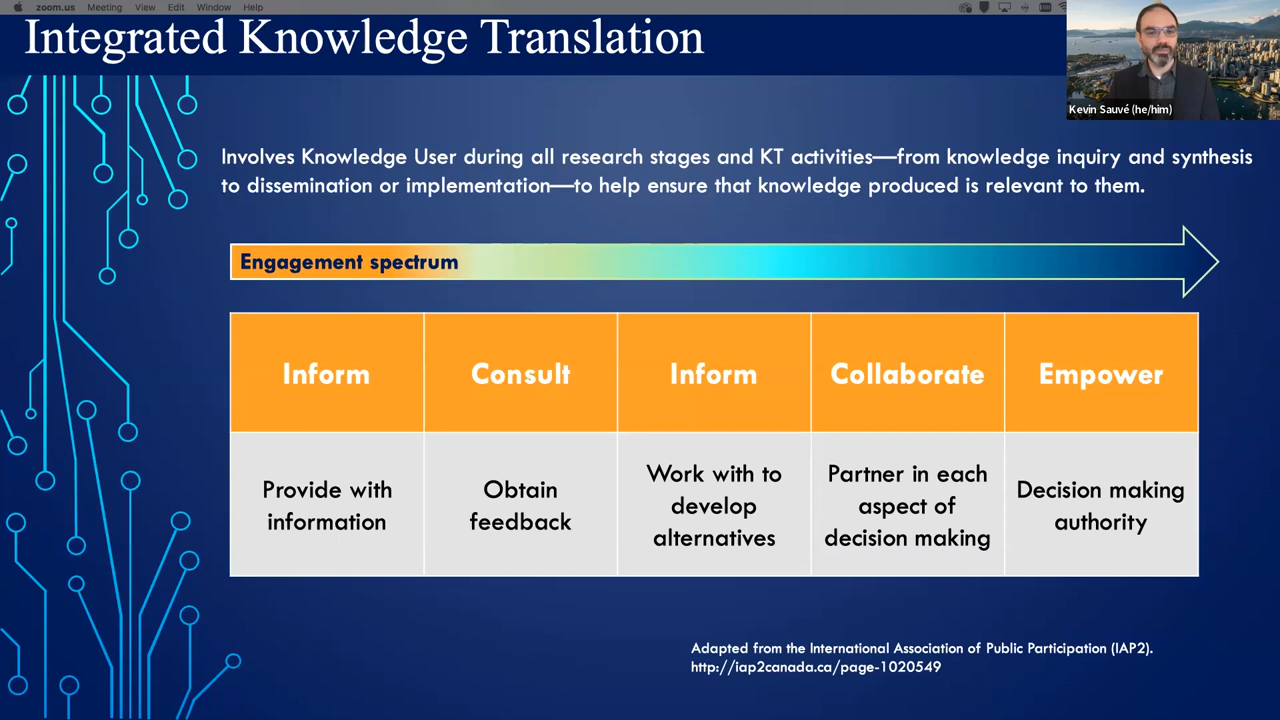 zoom.us Meeting View Edit Window Help
Integrated Knowledge Translation
Kevin Sauvé (he/him)
Involves Knowledge User during all research stages and KT activities—from knowledge inquiry and synthesis
to dissemination or implementation—to help ensure that knowledge produced is relevant to them.
Engagement spectrum
Inform Consult Inform Collaborate Empower
Provide with
information
Obtain
feedback
Work with to
develop
alternatives
Partner in each
aspect of
decision making
Decision making
authority
Adapted from the International Association of Public Participation (IAP2).
http://iap2canada.ca/page-1020549